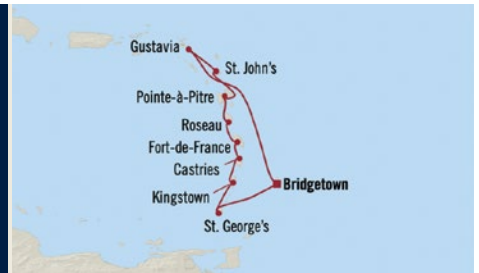 Gustavia
St. John's
Pointe-à-Pitre
Roseau
Fort-de-France
Castries
Bridgetown
Kingstown
St. George's